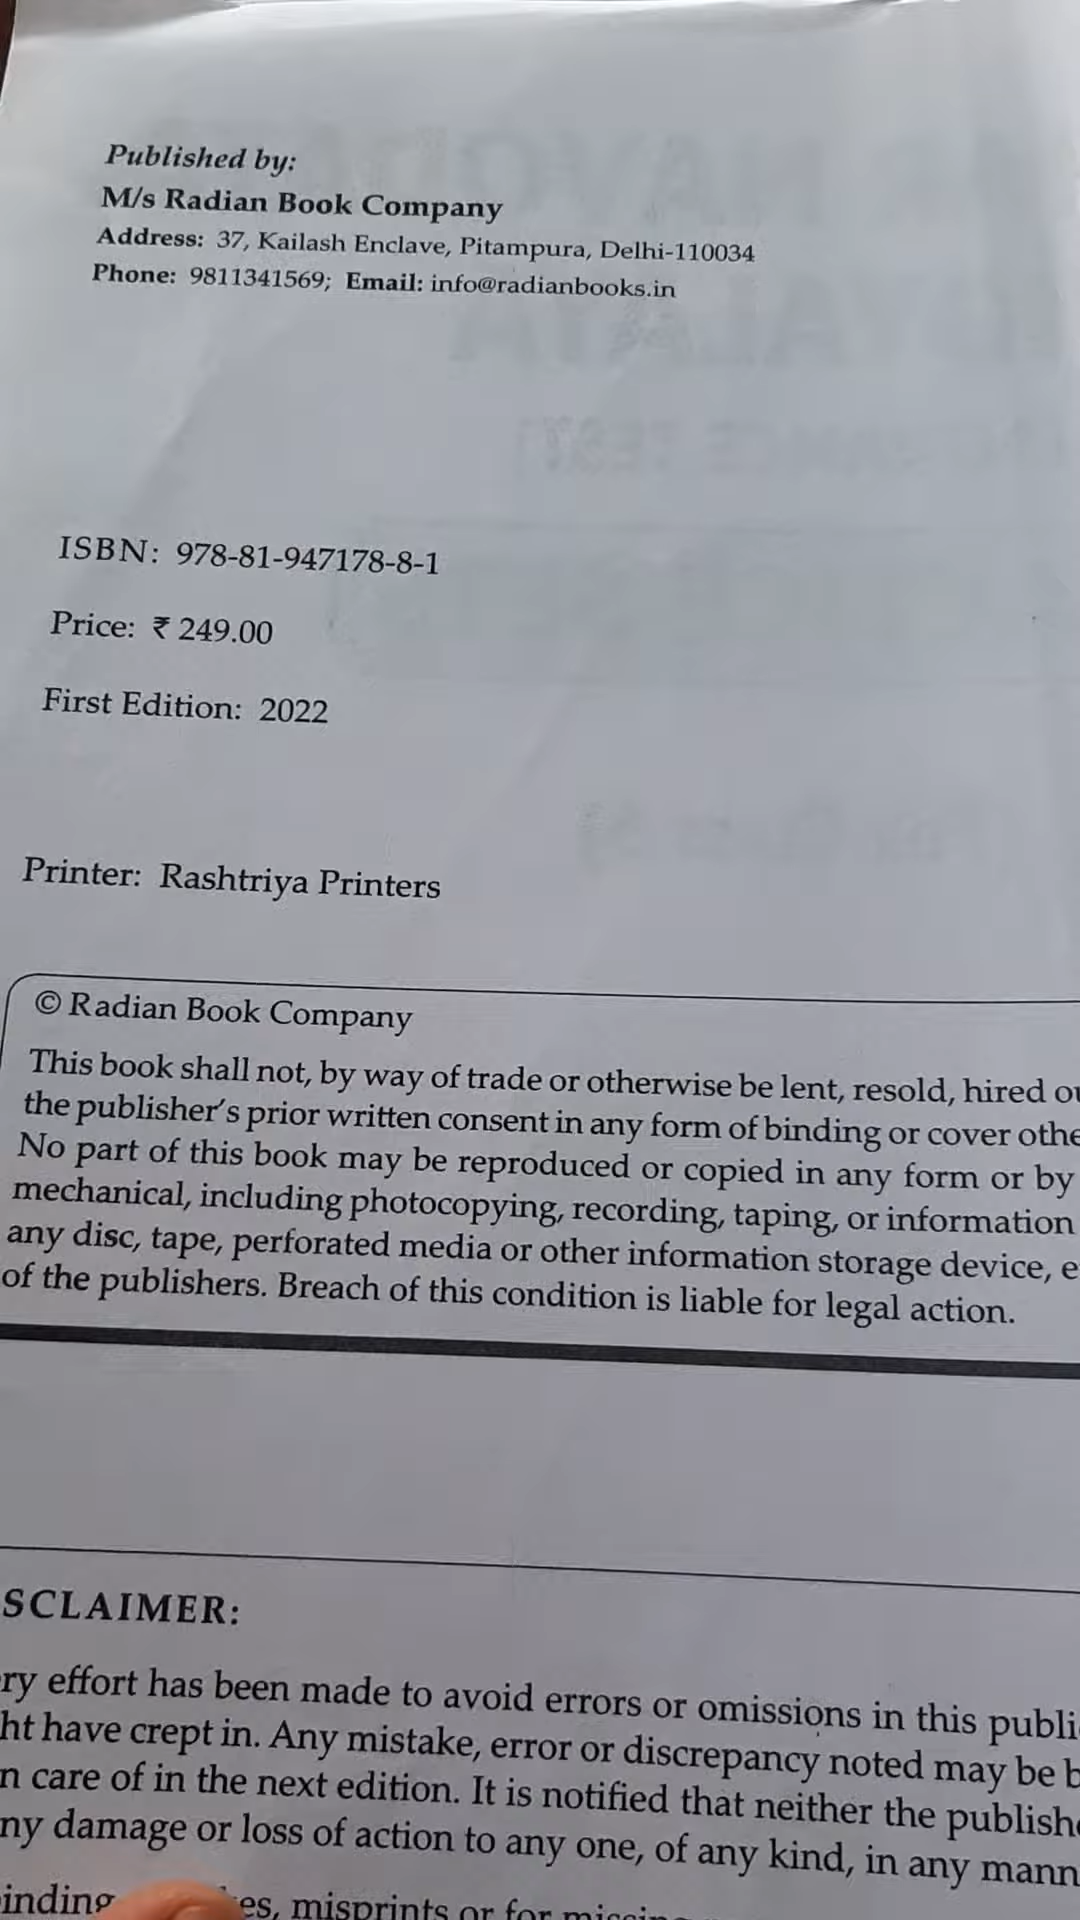 Published by:
M/s Radian Book Company
Address: 37, Kailash Enclave, Pitampura, Delhi-110034
Phone: 9811341569; Email: info@radianbooks.in
ISBN: 978-81-947178-8-1
Price: ₹ 249.00
First Edition: 2022
Printer: Rashtriya Printers
© Radian Book Company
This book shall not, by way of trade or otherwise be lent, resold, hired
the publisher's prior written consent in any form of binding or cover
No part of this book may be reproduced or copied in any form or by
mechanical, including photocopying, recording, taping, or information
any disc, tape, perforated media or other information storage device,
of the publishers. Breach of this condition is liable for legal action.
SCLAIMER:
ry effort has been made to avoid errors or omissions in this
ht have crept in. Any mistake, error or discrepancy noted may be
n care of in the next edition. It is notified that neither the
ny damage or loss of action to any one, of any kind, in any
inding es, misprints or for